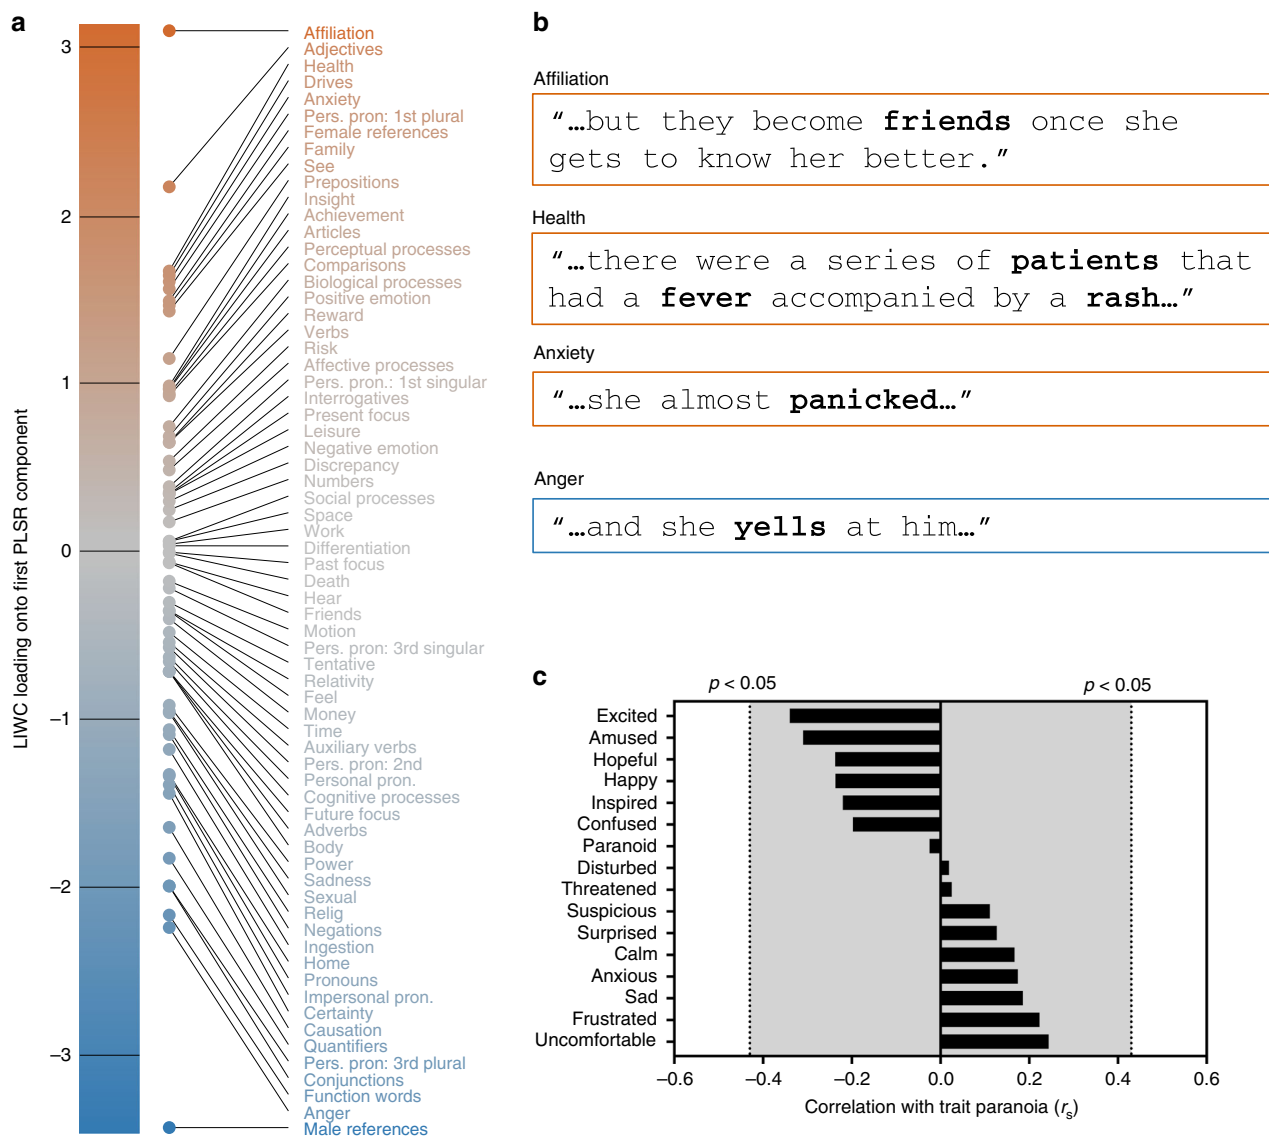 a
LIWC loading onto first PLSR component
3
2
1
0
−1
−2
−3
Affiliation
Adjectives
Health
Drives
Anxiety
Pers. pron: 1st plural
Female references
Family
See
Prepositions
Insight
Achievement
Articles
Perceptual processes
Comparisons
Biological processes
Positive emotion
Reward
Verbs
Risk
Affective processes
Pers. pron.: 1st singular
Interrogatives
Present focus
Leisure
Negative emotion
Discrepancy
Numbers
Social processes
Space
Work
Differentiation
Past focus
Death
Hear
Friends
Motion
Pers. pron: 3rd singular
Tentative
Relativity
Feel
Money
Time
Auxiliary verbs
Pers. pron: 2nd
Personal pron.
Cognitive processes
Future focus
Adverbs
Body
Power
Sadness
Sexual
Relig
Negations
Ingestion
Home
Pronouns
Impersonal pron.
Certainty
Causation
Quantifiers
Pers. pron: 3rd plural
Conjunctions
Function words
Anger
Male references
b
Affiliation
“…but they become friends once she
gets to know her better.”
Health
“…there were a series of patients that
had a fever accompanied by a rash…”
Anxiety
“…she almost panicked…”
Anger
“…and she yells at him…”
c
p < 0.05
p < 0.05
Excited
Amused
Hopeful
Happy
Inspired
Confused
Paranoid
Disturbed
Threatened
Suspicious
Surprised
Calm
Anxious
Sad
Frustrated
Uncomfortable
−0.6 −0.4 −0.2 0.0 0.2 0.4 0.6
Correlation with trait paranoia (rs)